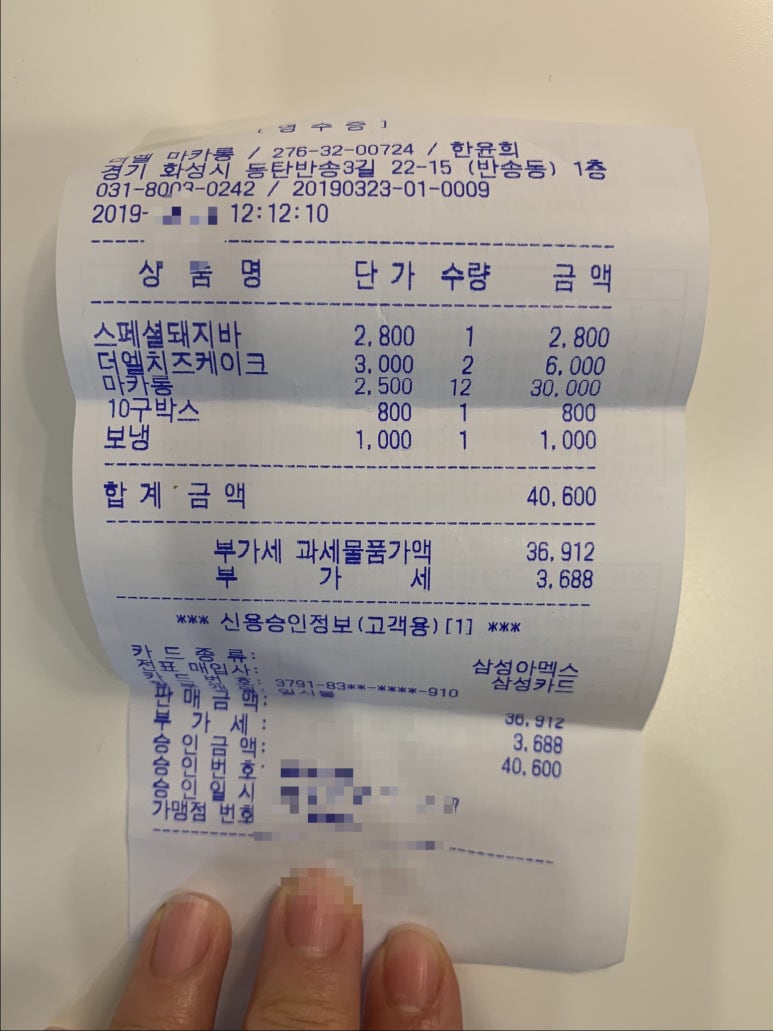 [ 영 수 증 ]
더엘 마카롱 / 276-32-00724 / 한윤희
경기 화성시 동탄반송3길 22-15 (반송동) 1층
031-8003-0242 / 20190323-01-0009
2019- 12:12:10
상 품 명 단 가 수량 금 액
스페셜돼지바 2,800 1 2,800
더엘치즈케이크 3,000 2 6,000
마카롱 2,500 12 30,000
10구박스 800 1 800
보냉 1,000 1 1,000
합 계 금 액 40,600
부가세 과세물품가액 36,912
부 가 세 3,688
*** 신용승인정보(고객용)[1] ***
카 드 종 류: 삼성아멕스
전표 매입사: 삼성카드
카 드 번 호: 3791-83**-****-910
일시불
판 매 금 액: 36,912
부 가 세 : 3,688
승 인 금 액: 40,600
승 인 번 호
승 인 일 시
가맹점 번호